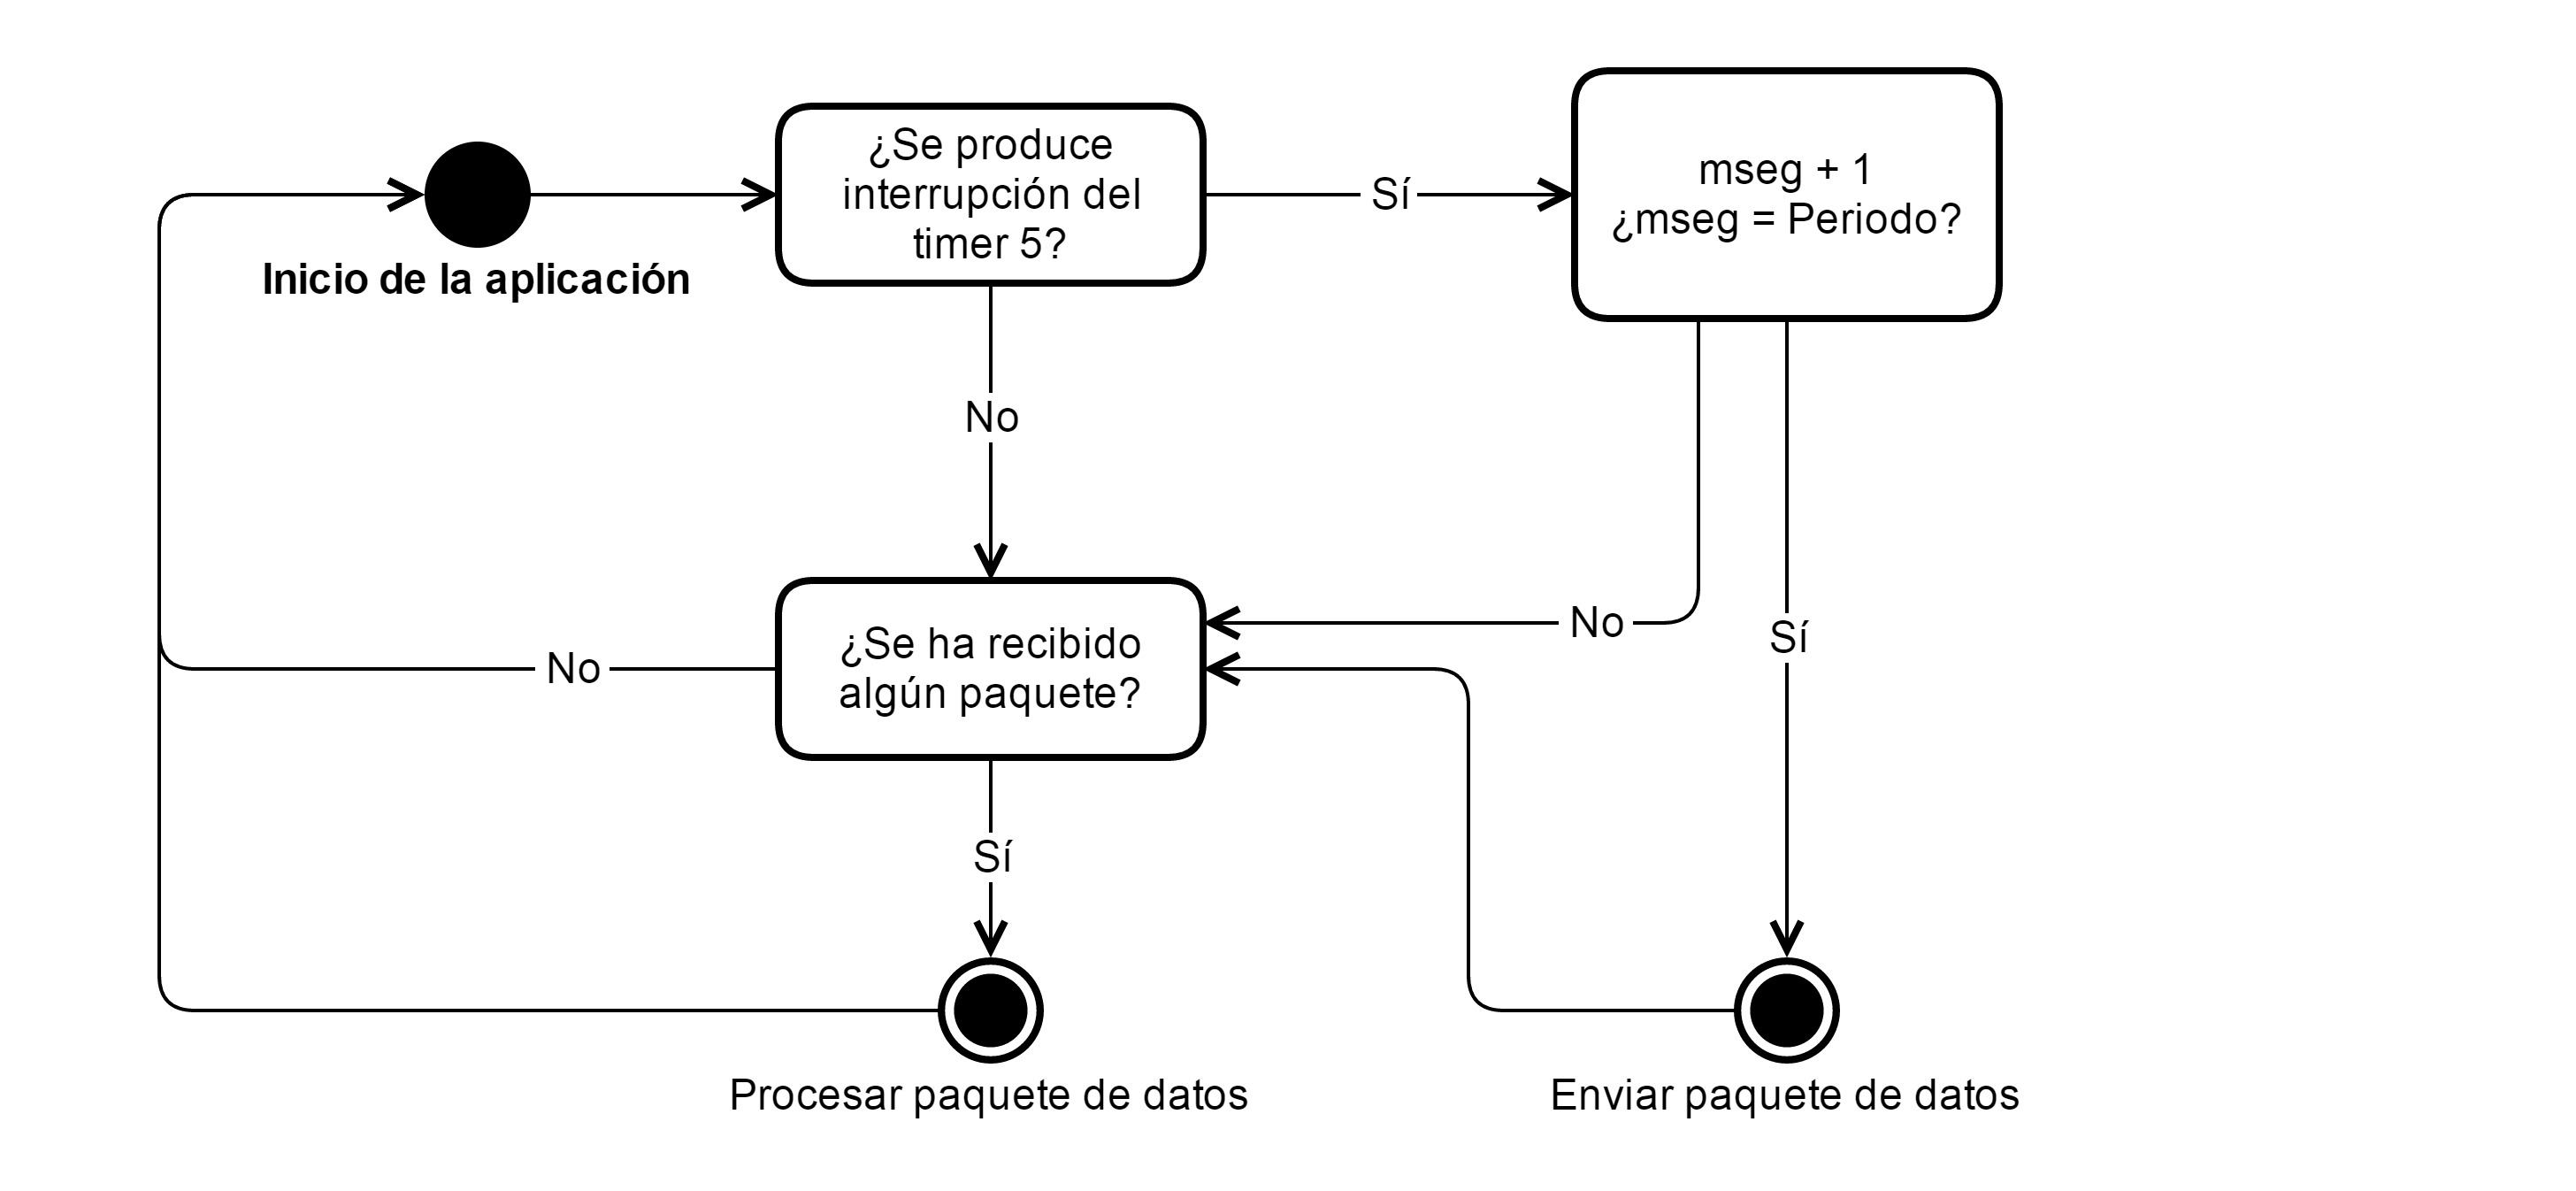 ¿Se produce
interrupción del
timer 5?
Sí
mseg + 1
¿mseg = Periodo?
Inicio de la aplicación
No
No
Sí
¿Se ha recibido
algún paquete?
No
Sí
Procesar paquete de datos
Enviar paquete de datos